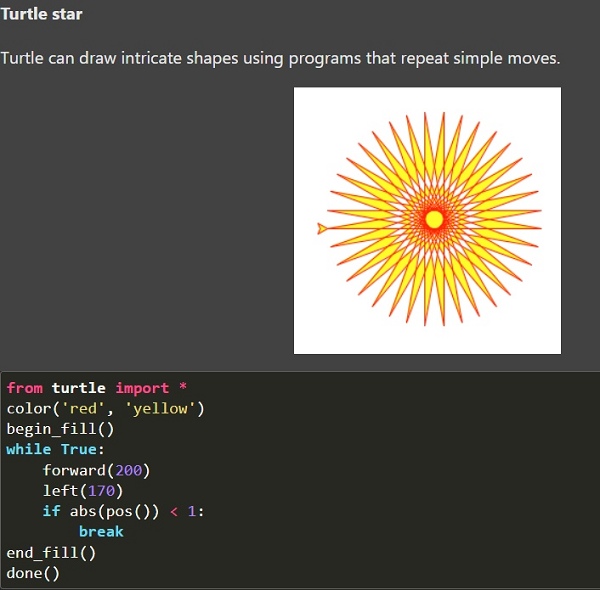 Turtle star
Turtle can draw intricate shapes using programs that repeat simple moves.
from turtle import *
color('red', 'yellow')
begin_fill()
while True:
    forward(200)
    left(170)
    if abs(pos()) < 1:
        break
end_fill()
done()